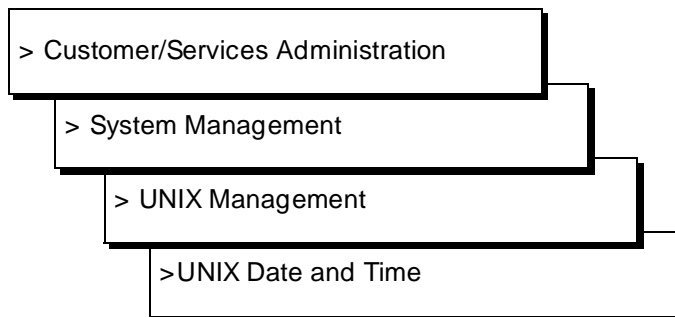 > Customer/Services Administration
> System Management
> UNIX Management
>UNIX Date and Time